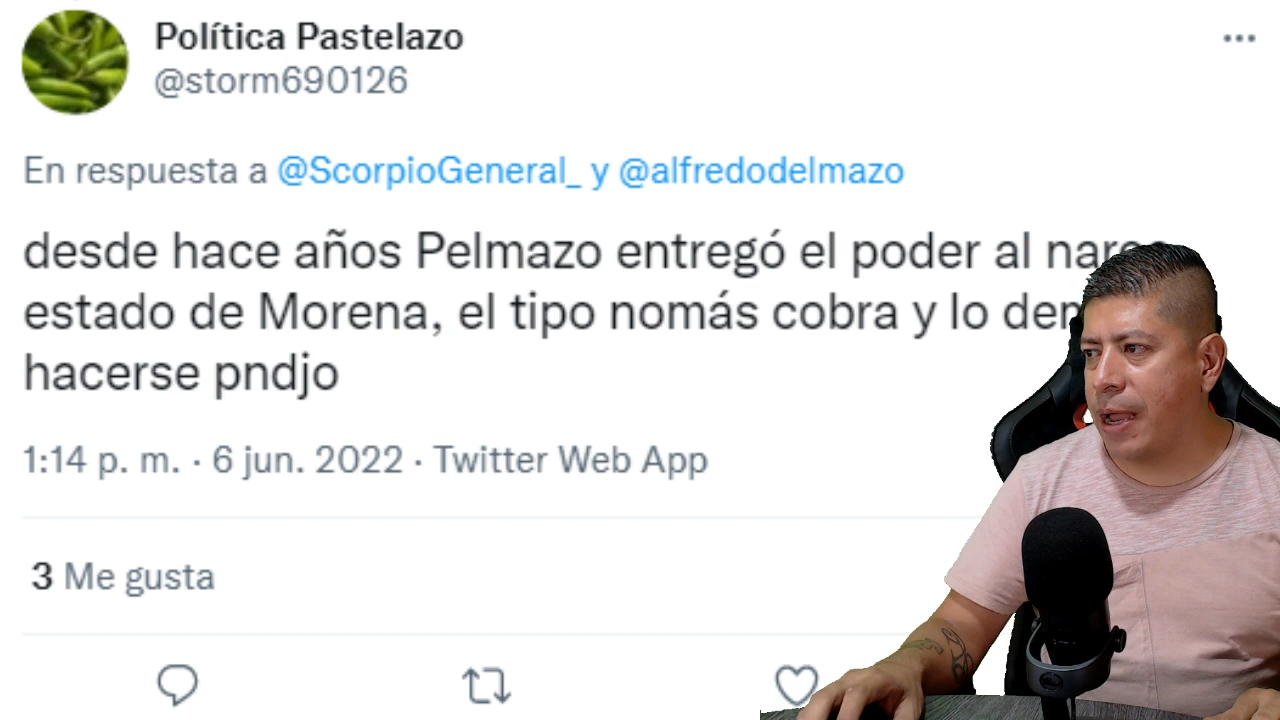 Política Pastelazo
@storm690126
En respuesta a @ScorpioGeneral_ y @alfredodelmazo
desde hace años Pelmazo entregó el poder al
estado de Morena, el tipo nomás cobra y lo
hacerse pndjo
1:14 p. m. · 6 jun. 2022 · Twitter Web App
3 Me gusta